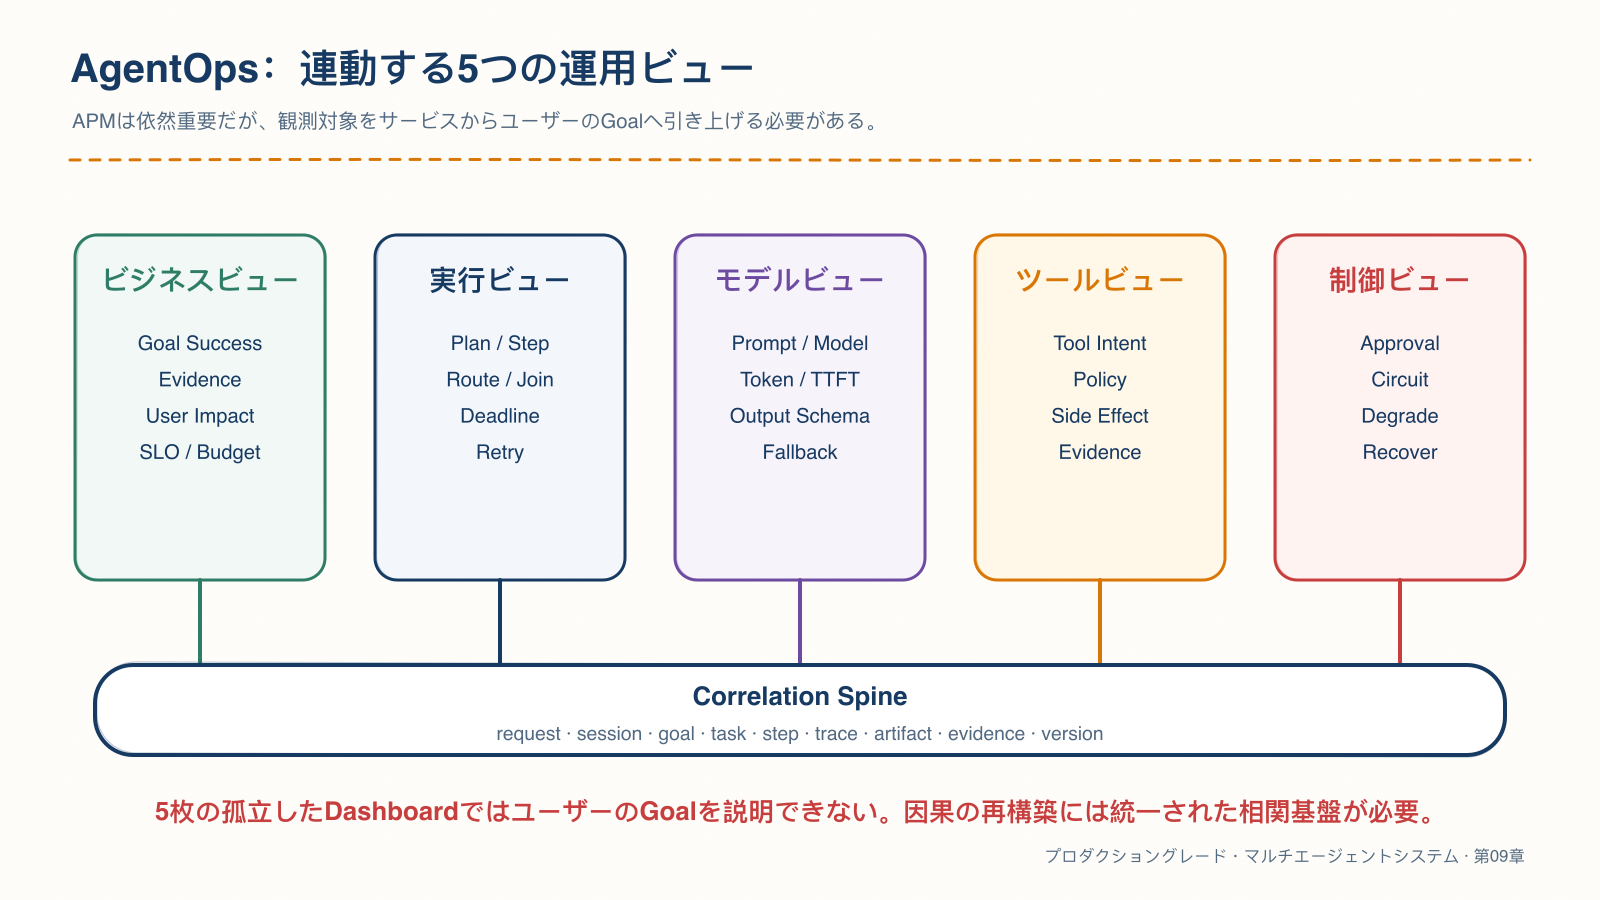 AgentOps：連動する5つの運用ビュー
APMは依然重要だが、観測対象をサービスからユーザーのGoalへ引き上げる必要がある。
ビジネスビュー
Goal Success
Evidence
User Impact
SLO / Budget
実行ビュー
Plan / Step
Route / Join
Deadline
Retry
モデルビュー
Prompt / Model
Token / TTFT
Output Schema
Fallback
ツールビュー
Tool Intent
Policy
Side Effect
Evidence
制御ビュー
Approval
Circuit
Degrade
Recover
Correlation Spine
request · session · goal · task · step · trace · artifact · evidence · version
5枚の孤立したDashboardではユーザーのGoalを説明できない。因果の再構築には統一された相関基盤が必要。
プロダクショングレード・マルチエージェントシステム · 第09章